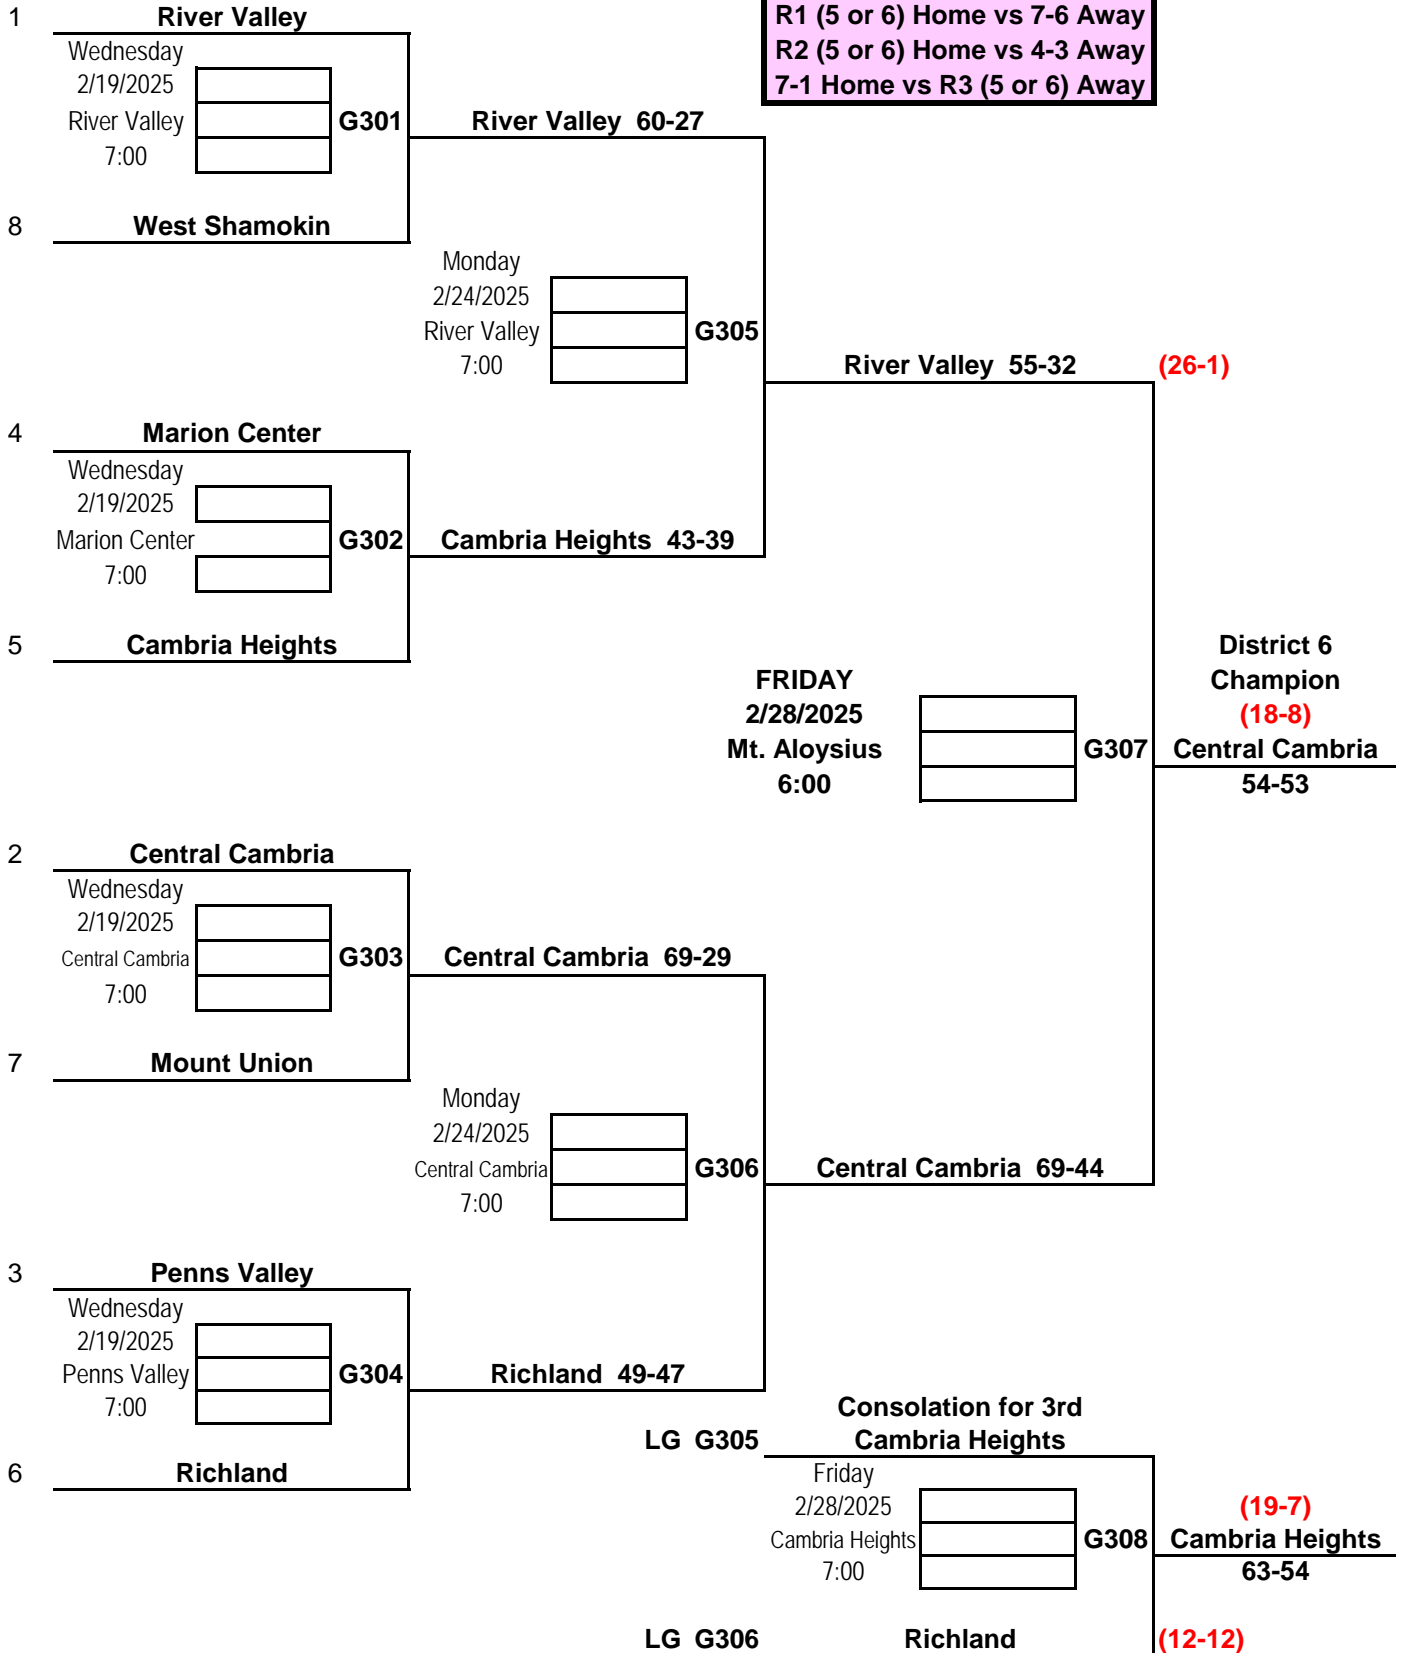 1 River Valley
R1 (5 or 6) Home vs 7-6 Away
R2 (5 or 6) Home vs 4-3 Away
7-1 Home vs R3 (5 or 6) Away
Wednesday
2/19/2025
River Valley
7:00
G301
River Valley 60-27
8 West Shamokin
Monday
2/24/2025
River Valley
7:00
G305
River Valley 55-32 (26-1)
4 Marion Center
Wednesday
2/19/2025
Marion Center
7:00
G302
Cambria Heights 43-39
5 Cambria Heights
FRIDAY
2/28/2025
Mt. Aloysius
6:00
G307
District 6
Champion
(18-8)
Central Cambria
54-53
2 Central Cambria
Wednesday
2/19/2025
Central Cambria
7:00
G303
Central Cambria 69-29
7 Mount Union
Monday
2/24/2025
Central Cambria
7:00
G306
Central Cambria 69-44
3 Penns Valley
Wednesday
2/19/2025
Penns Valley
7:00
G304
Richland 49-47
6 Richland
Consolation for 3rd
LG G305 Cambria Heights
Friday
2/28/2025
Cambria Heights
7:00
G308
(19-7)
Cambria Heights
63-54
LG G306 Richland (12-12)